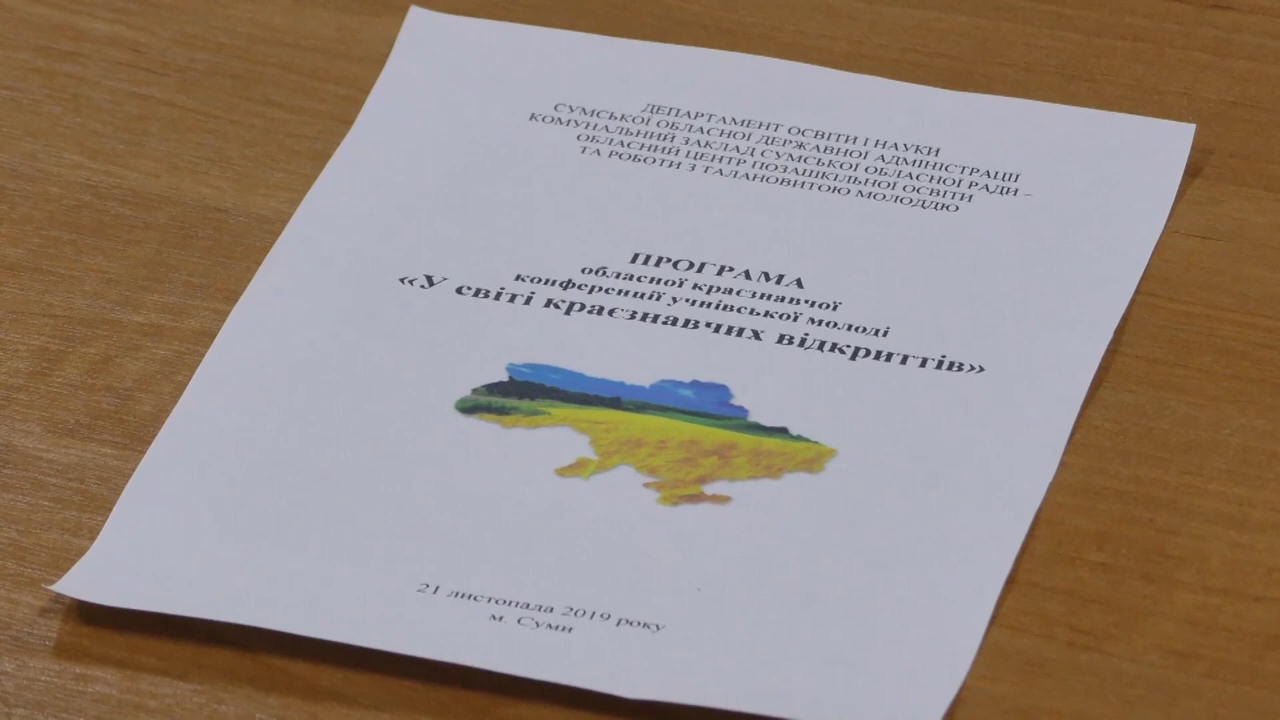 ДЕПАРТАМЕНТ ОСВІТИ І НАУКИ
СУМСЬКОЇ ОБЛАСНОЇ ДЕРЖАВНОЇ АДМІНІСТРАЦІЇ
КОМУНАЛЬНИЙ ЗАКЛАД СУМСЬКОЇ ОБЛАСНОЇ РАДИ -
ОБЛАСНИЙ ЦЕНТР ПОЗАШКІЛЬНОЇ ОСВІТИ
ТА РОБОТИ З ТАЛАНОВИТОЮ МОЛОДДЮ
ПРОГРАМА
обласної краєзнавчої
конференції учнівської молоді
«У світі краєзнавчих відкриттів»
21 листопада 2019 року
м. Суми